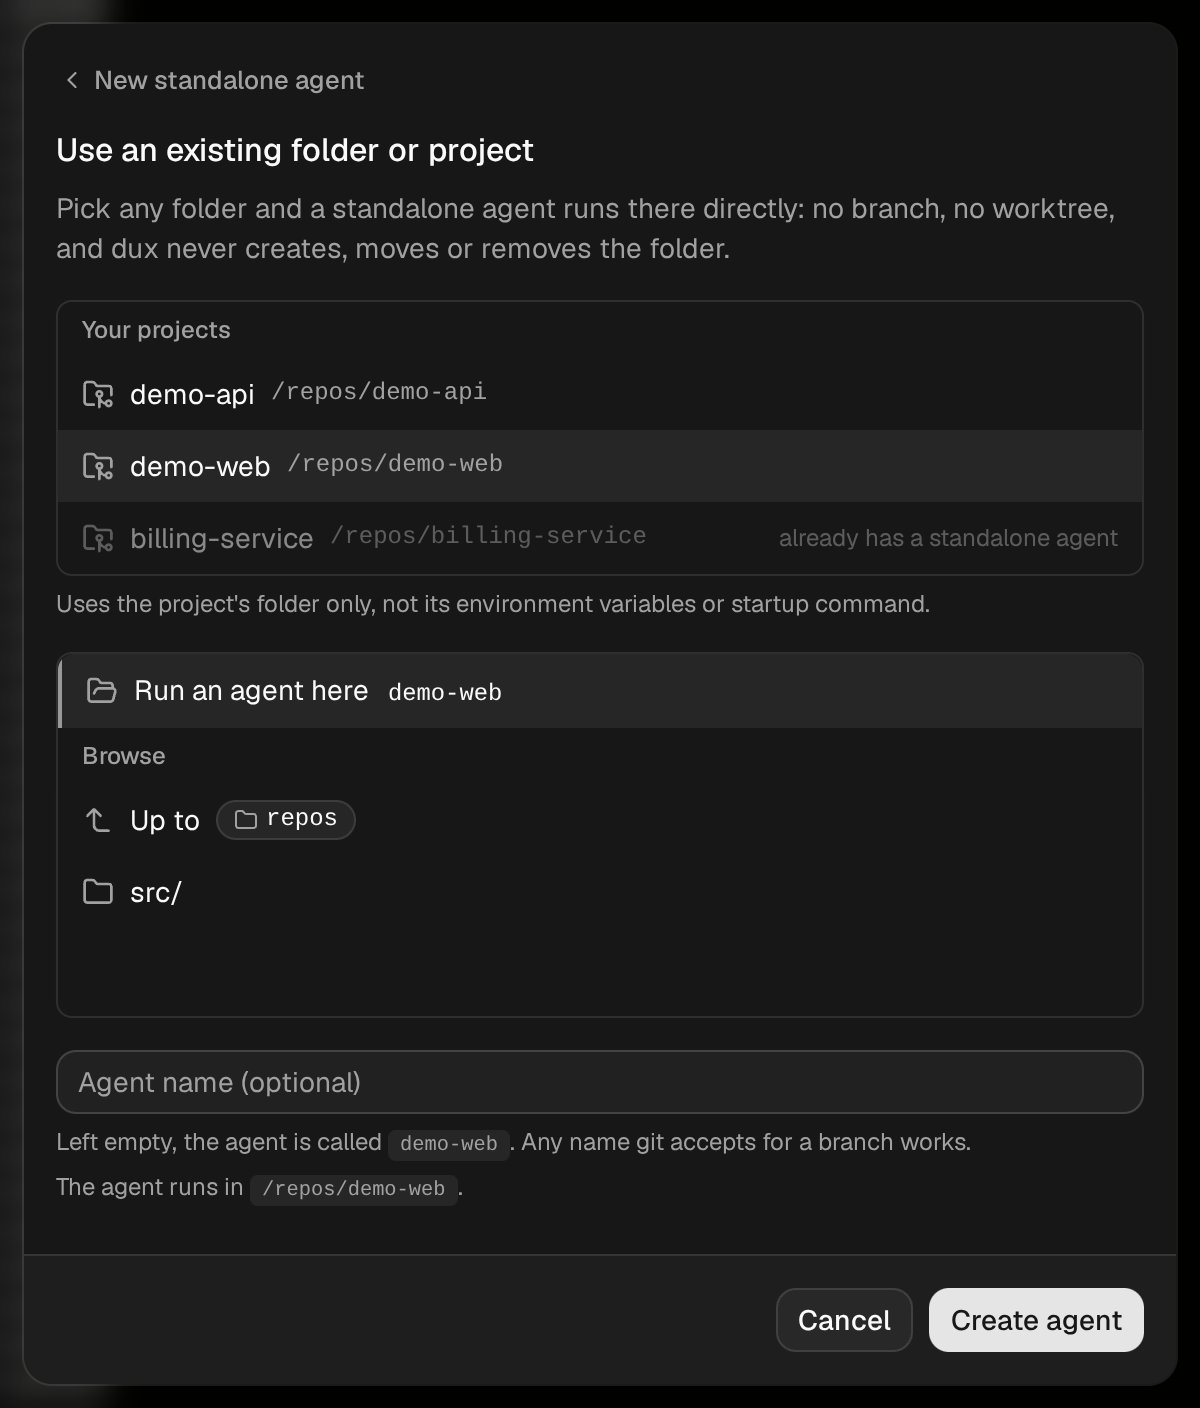 New standalone agent
Use an existing folder or project
Pick any folder and a standalone agent runs there directly: no branch, no worktree,
and dux never creates, moves or removes the folder.
Your projects
demo-api /repos/demo-api
demo-web /repos/demo-web
billing-service /repos/billing-service already has a standalone agent
Uses the project's folder only, not its environment variables or startup command.
Run an agent here demo-web
Browse
Up to repos
src/
Agent name (optional)
Left empty, the agent is called demo-web. Any name git accepts for a branch works.
The agent runs in /repos/demo-web.
Cancel Create agent